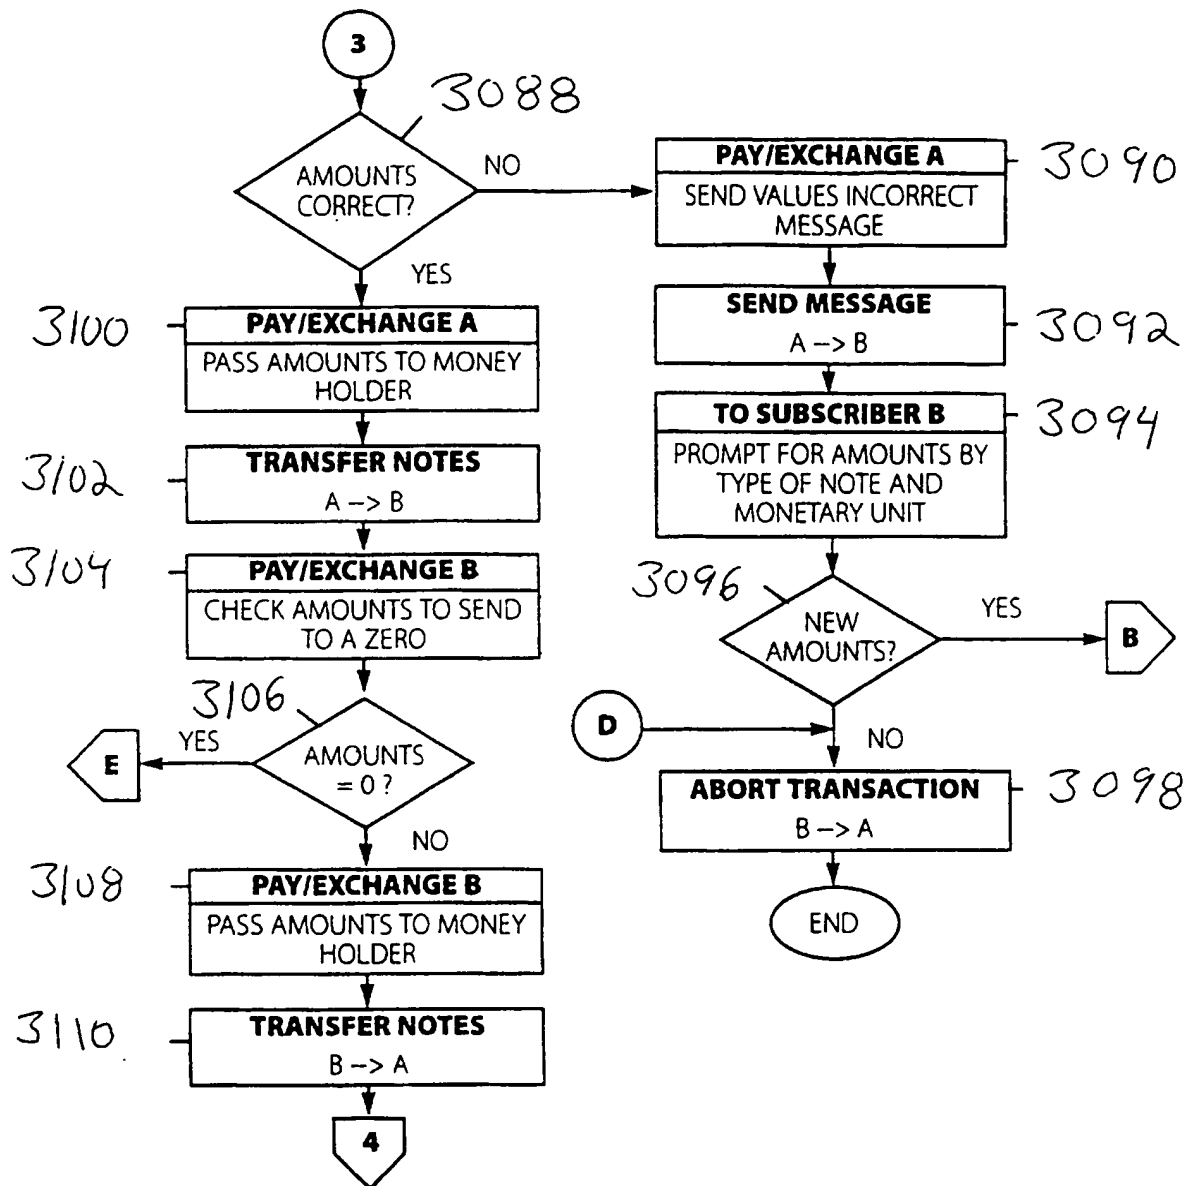 3
3088
AMOUNTS
CORRECT?
NO
YES
PAY/EXCHANGE A
3090
SEND VALUES INCORRECT
MESSAGE
SEND MESSAGE
3092
A –> B
TO SUBSCRIBER B
3094
PROMPT FOR AMOUNTS BY
TYPE OF NOTE AND
MONETARY UNIT
3096
NEW
AMOUNTS?
YES
B
D
NO
ABORT TRANSACTION
3098
B –> A
END
3100
PAY/EXCHANGE A
PASS AMOUNTS TO MONEY
HOLDER
3102
TRANSFER NOTES
A –> B
3104
PAY/EXCHANGE B
CHECK AMOUNTS TO SEND
TO A ZERO
3106
YES
E
AMOUNTS
= 0 ?
NO
3108
PAY/EXCHANGE B
PASS AMOUNTS TO MONEY
HOLDER
3110
TRANSFER NOTES
B –> A
4